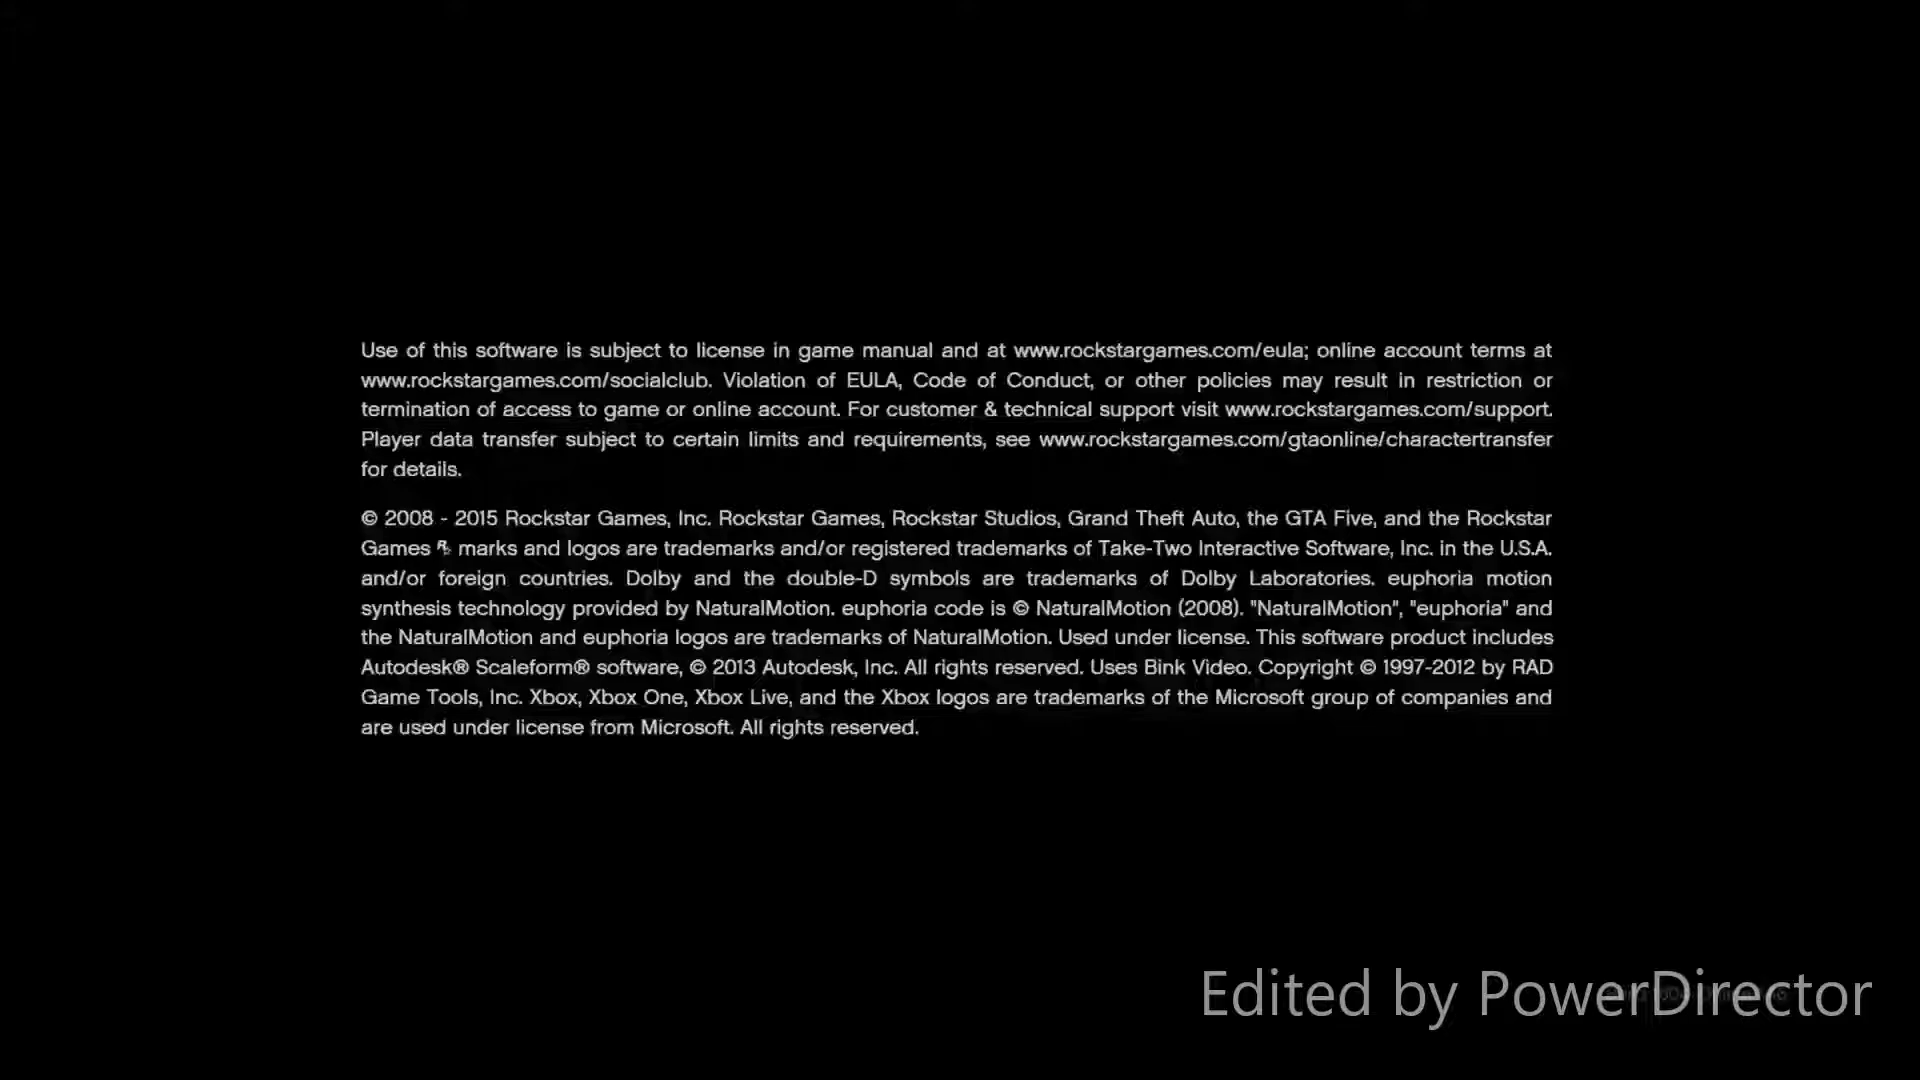 Use of this software is subject to license in game manual and at www.rockstargames.com/eula; online account terms at
www.rockstargames.com/socialclub. Violation of EULA, Code of Conduct, or other policies may result in restriction or
termination of access to game or online account. For customer & technical support visit www.rockstargames.com/support.
Player data transfer subject to certain limits and requirements, see www.rockstargames.com/gtaonline/charactertransfer
for details.
© 2008 - 2015 Rockstar Games, Inc. Rockstar Games, Rockstar Studios, Grand Theft Auto, the GTA Five, and the Rockstar
Games R* marks and logos are trademarks and/or registered trademarks of Take-Two Interactive Software, Inc. in the U.S.A.
and/or foreign countries. Dolby and the double-D symbols are trademarks of Dolby Laboratories. euphoria motion
synthesis technology provided by NaturalMotion. euphoria code is © NaturalMotion (2008). "NaturalMotion", "euphoria" and
the NaturalMotion and euphoria logos are trademarks of NaturalMotion. Used under license. This software product includes
Autodesk® Scaleform® software, © 2013 Autodesk, Inc. All rights reserved. Uses Bink Video. Copyright © 1997-2012 by RAD
Game Tools, Inc. Xbox, Xbox One, Xbox Live, and the Xbox logos are trademarks of the Microsoft group of companies and
are used under license from Microsoft. All rights reserved.
Edited by PowerDirector